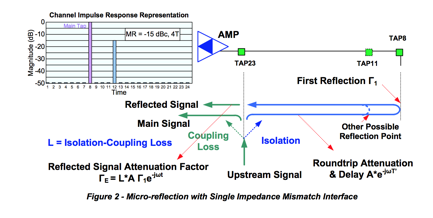 Channel Impulse Response Representation
Magnitude (dB)
0
-10
-20
-30
-40
-50
Main Tap
MR = -15 dBc, 4T
1 2 3 4 5 6 7 8 9 10 11 12 13 14 15 16 17 18 19 20 21 22 23 24
Time
AMP
TAP23
TAP11
TAP8
First Reflection Γ1
Reflected Signal
Main Signal
Coupling
Loss
Isolation
Other Possible
Reflection Point
L = Isolation-Coupling Loss
Reflected Signal Attenuation Factor
ΓE = L*A Γ1e-jωt
Upstream Signal
Roundtrip Attenuation
& Delay A*e-jωT'
Figure 2 - Micro-reflection with Single Impedance Mismatch Interface